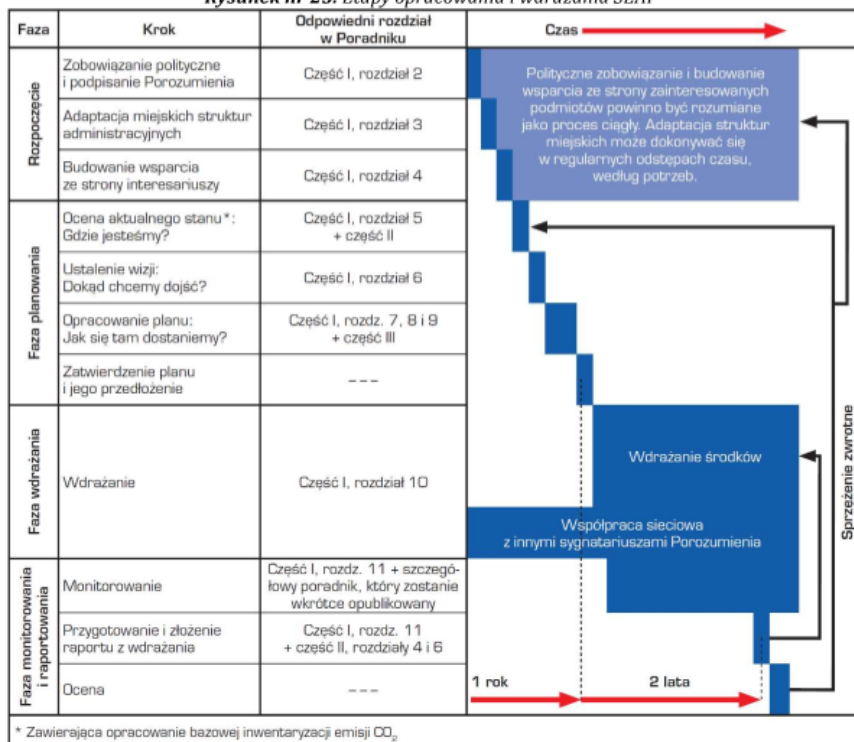 Rysunek nr 25. Etapy opracowania i wdrażania SEAP
Faza
Krok
Odpowiedni rozdział
w Poradniku
Czas
Rozpoczęcie
Zobowiązanie polityczne
i podpisanie Porozumienia
Część I, rozdział 2
Adaptacja miejskich struktur
administracyjnych
Część I, rozdział 3
Budowanie wsparcia
ze strony interesariuszy
Część I, rozdział 4
Polityczne zobowiązanie i budowanie
wsparcia ze strony zainteresowanych
podmiotów powinno być rozumiane
jako proces ciągły. Adaptacja struktur
miejskich może dokonywać się
w regularnych odstępach czasu,
według potrzeb.
Faza planowania
Ocena aktualnego stanu*:
Gdzie jesteśmy?
Część I, rozdział 5
+ część II
Ustalenie wizji:
Dokąd chcemy dojść?
Część I, rozdział 6
Opracowanie planu:
Jak się tam dostaniemy?
Część I, rozdz. 7, 8 i 9
+ część III
Zatwierdzenie planu
i jego przedłożenie
– – –
Faza wdrażania
Wdrażanie
Część I, rozdział 10
Wdrażanie środków
Współpraca sieciowa
z innymi sygnatariuszami Porozumienia
Sprzężenie zwrotne
Faza monitorowania
i raportowania
Monitorowanie
Część I, rozdz. 11 + szczegó-
łowy poradnik, który zostanie
wkrótce opublikowany
Przygotowanie i złożenie
raportu z wdrażania
Część I, rozdz. 11
+ część II, rozdziały 4 i 6
Ocena
– – –
1 rok
2 lata
* Zawierająca opracowanie bazowej inwentaryzacji emisji CO₂